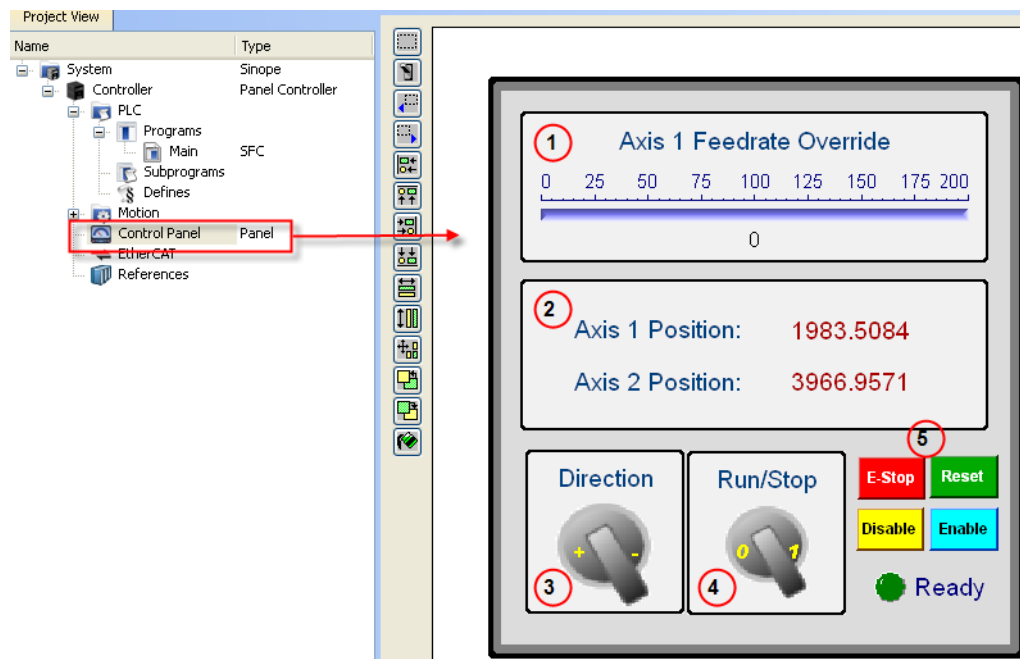 Project View
Name Type
System Sinope
Controller Panel Controller
PLC
Programs
Main SFC
Subprograms
Defines
Motion
Control Panel Panel
EtherCAT
References
1 Axis 1 Feedrate Override
0 25 50 75 100 125 150 175 200
0
2
Axis 1 Position: 1983.5084
Axis 2 Position: 3966.9571
5
Direction
+ -
3
Run/Stop
0 1
4
E-Stop Reset
Disable Enable
Ready